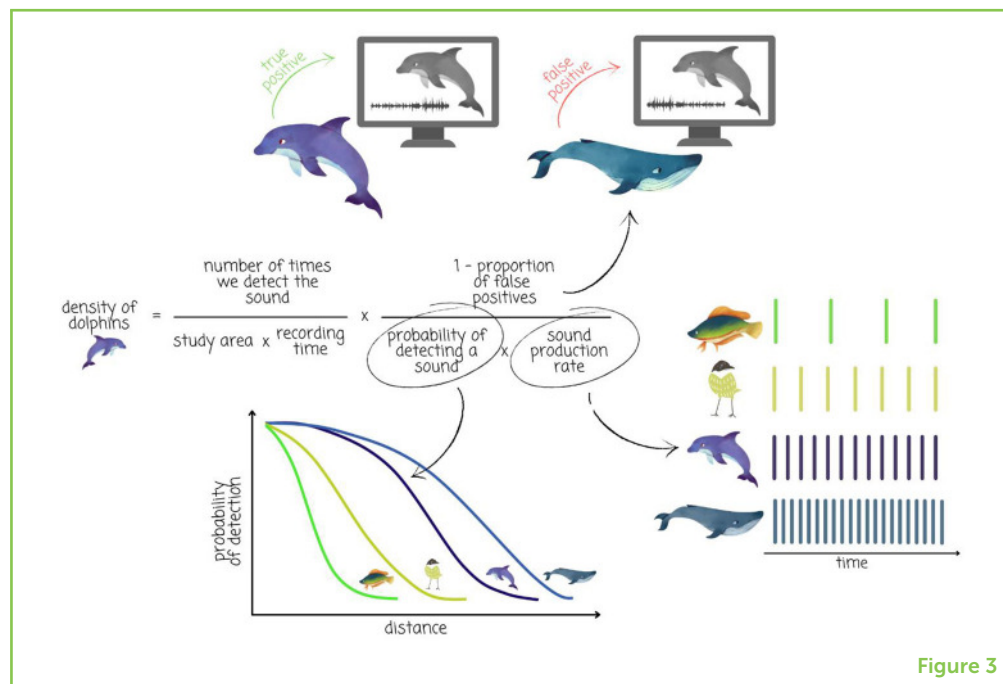 true
positive
false
positive
number of times
we detect the
sound
1 - proportion
of false
positives
density of
dolphins
=
x
study area x recording
time
probability of
detecting a
sound
x
sound
production
rate
probability
of detection
distance
time
Figure 3